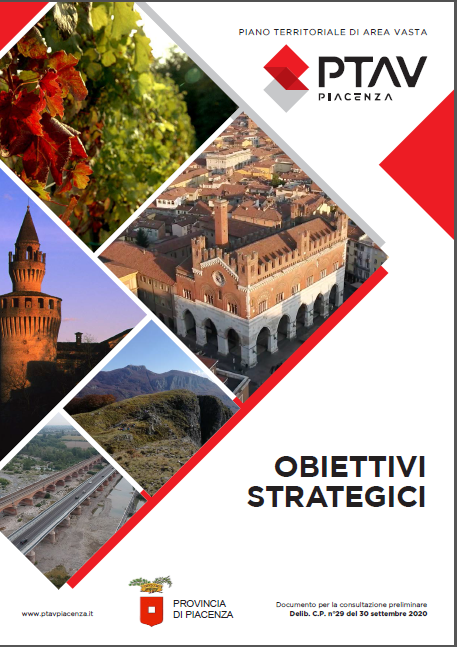 PIANO TERRITORIALE DI AREA VASTA
PTAV
PIACENZA
OBIETTIVI
STRATEGICI
www.ptavpiacenza.it
PROVINCIA
DI PIACENZA
Documento per la consultazione preliminare
Delib. C.P. n°29 del 30 settembre 2020